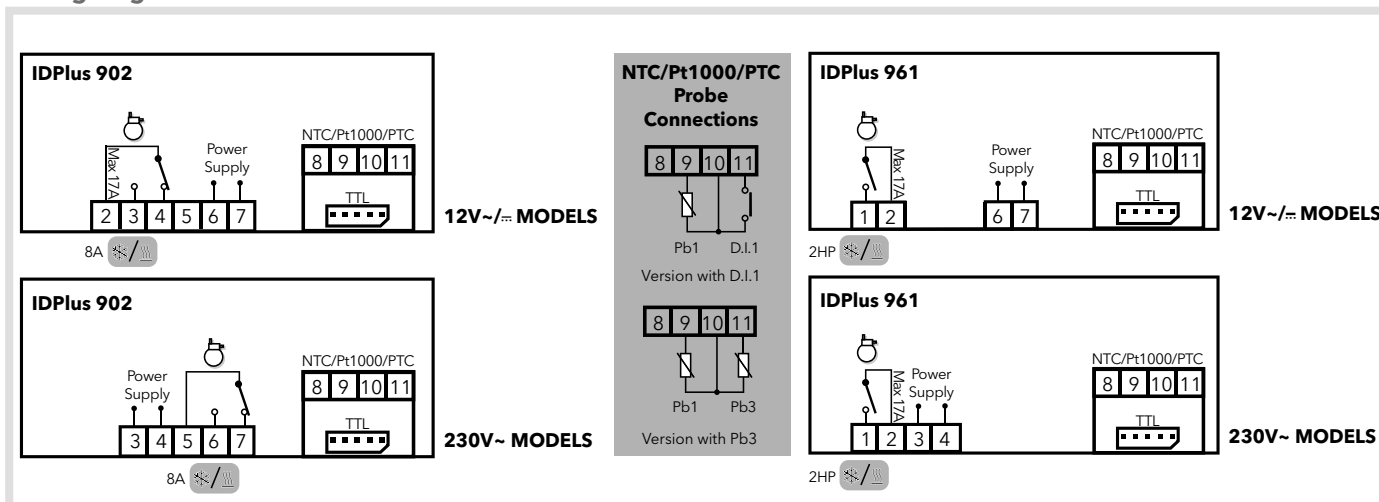 IDPlus 902
Max 17A
Power
Supply
NTC/Pt1000/PTC
8 9 10 11
TTL
2 3 4 5 6 7
12V~/⎓ MODELS
8A
IDPlus 902
Power
Supply
NTC/Pt1000/PTC
8 9 10 11
TTL
3 4 5 6 7
230V~ MODELS
8A
NTC/Pt1000/PTC
Probe
Connections
8 9 10 11
Pb1 D.I.1
Version with D.I.1
8 9 10 11
Pb1 Pb3
Version with Pb3
IDPlus 961
Max 17A
Power
Supply
NTC/Pt1000/PTC
8 9 10 11
TTL
1 2 6 7
12V~/⎓ MODELS
2HP
IDPlus 961
Max 17A
Power
Supply
NTC/Pt1000/PTC
8 9 10 11
TTL
1 2 3 4
230V~ MODELS
2HP